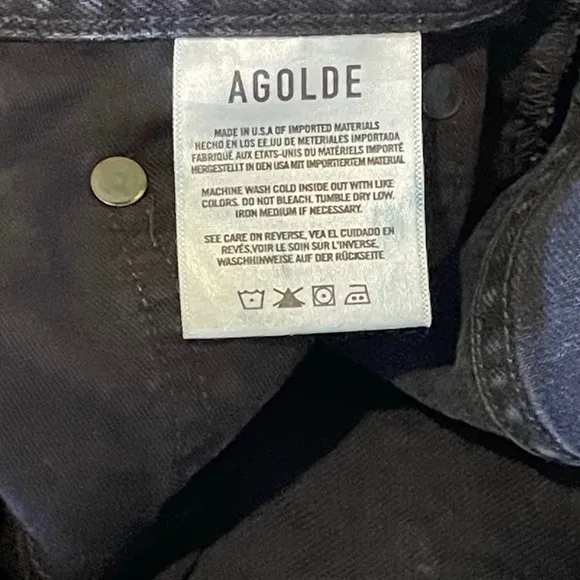 AGOLDE
MADE IN U.S.A OF IMPORTED MATERIALS
HECHO EN LOS EE.UU DE METERIALES IMPORTADA
FABRIQUÉ AUX ETATS-UNIS DU MATÉRIELS IMPORTÉ
HERGESTELLT IN DEN USA MIT IMPORTIERTEM MATERIAL
MACHINE WASH COLD INSIDE OUT WITH LIKE
COLORS. DO NOT BLEACH. TUMBLE DRY LOW.
IRON MEDIUM IF NECESSARY.
SEE CARE ON REVERSE, VEA EL CUIDADO EN
REVÉS, VOIR LE SOIN SUR L'INVERSE,
WASCHHINWEISE AUF DER RÜCKSEITE